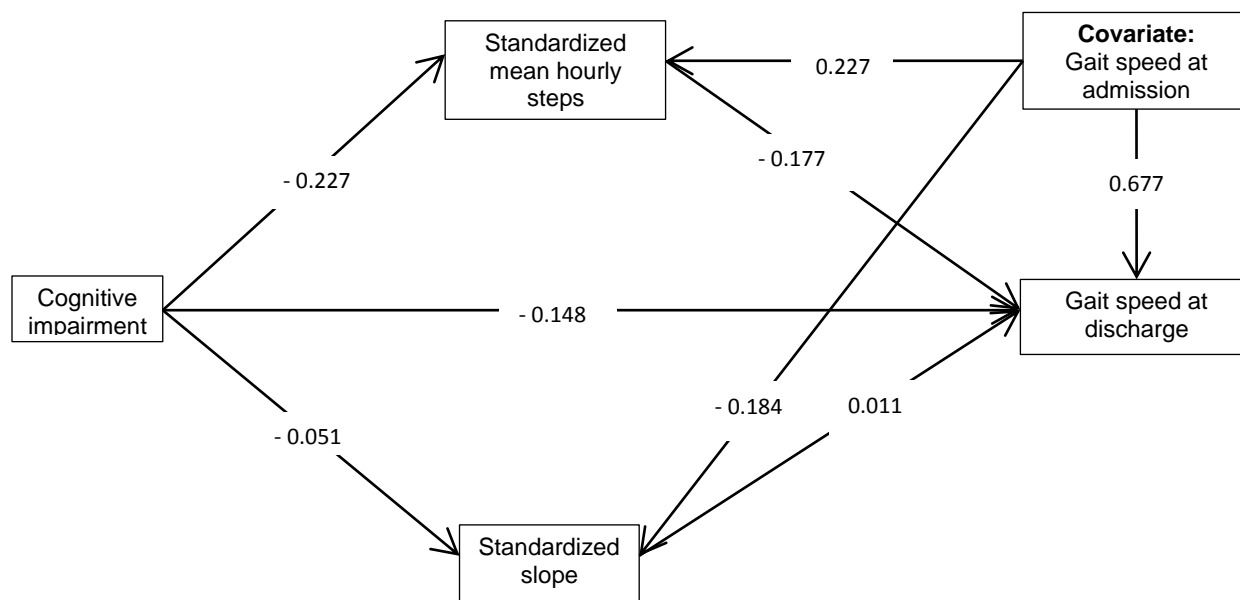 Standardized
mean hourly
steps
Covariate:
Gait speed at
admission
0.227
- 0.177
- 0.227
0.677
Cognitive
impairment
- 0.148
Gait speed at
discharge
- 0.184
0.011
- 0.051
Standardized
slope